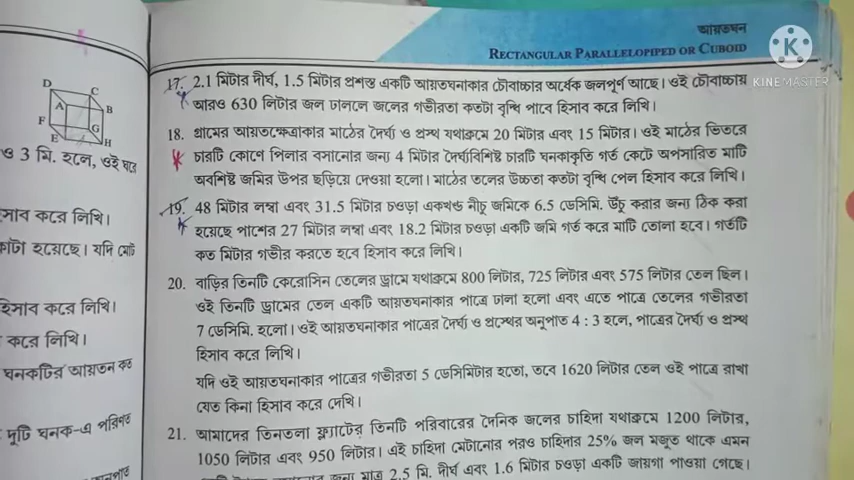 আয়তঘন
RECTANGULAR PARALLELOPIPED OR CUBOID
K
KINEMASTER
17. 2.1 মিটার দীর্ঘ, 1.5 মিটার প্রশস্ত একটি আয়তঘনাকার চৌবাচ্চার অর্ধেক জলপূর্ণ আছে। ওই চৌবাচ্চায়
আরও 630 লিটার জল ঢাললে জলের গভীরতা কতটা বৃদ্ধি পাবে হিসাব করে লিখি।
18. গ্রামের আয়তক্ষেত্রাকার মাঠের দৈর্ঘ্য ও প্রস্থ যথাক্রমে 20 মিটার এবং 15 মিটার। ওই মাঠের ভিতরে
চারটি কোণে পিলার বসানোর জন্য 4 মিটার দৈর্ঘ্যবিশিষ্ট চারটি ঘনকাকৃতি গর্ত কেটে অপসারিত মাটি
অবশিষ্ট জমির উপর ছড়িয়ে দেওয়া হলো। মাঠের তলের উচ্চতা কতটা বৃদ্ধি পেল হিসাব করে লিখি।
19. 48 মিটার লম্বা এবং 31.5 মিটার চওড়া একখণ্ড নীচু জমিকে 6.5 ডেসিমি. উঁচু করার জন্য ঠিক করা
হয়েছে পাশের 27 মিটার লম্বা এবং 18.2 মিটার চওড়া একটি জমি গর্ত করে মাটি তোলা হবে। গর্তটি
কত মিটার গভীর করতে হবে হিসাব করে লিখি।
20. বাড়ির তিনটি কেরোসিন তেলের ড্রামে যথাক্রমে 800 লিটার, 725 লিটার এবং 575 লিটার তেল ছিল।
ওই তিনটি ড্রামের তেল একটি আয়তঘনাকার পাত্রে ঢালা হলো এবং এতে পাত্রে তেলের গভীরতা
7 ডেসিমি. হলো। ওই আয়তঘনাকার পাত্রের দৈর্ঘ্য ও প্রস্থের অনুপাত 4 : 3 হলে, পাত্রের দৈর্ঘ্য ও প্রস্থ
হিসাব করে লিখি।
যদি ওই আয়তঘনাকার পাত্রের গভীরতা 5 ডেসিমিটার হতো, তবে 1620 লিটার তেল ওই পাত্রে রাখা
যেত কিনা হিসাব করে দেখি।
21. আমাদের তিনতলা ফ্ল্যাটের তিনটি পরিবারের দৈনিক জলের চাহিদা যথাক্রমে 1200 লিটার,
1050 লিটার এবং 950 লিটার। এই চাহিদা মেটানোর পরও চাহিদার 25% জল মজুত থাকে এমন
জন্য মাত্র 2.5 মি. দীর্ঘ এবং 1.6 মিটার চওড়া একটি জায়গা পাওয়া গেছে।
D
C
A
B
F
G
E
H
ও 3 মি. হলে, ওই ঘরে
হিসাব করে লিখি।
কাটা হয়েছে। যদি মোট
হিসাব করে লিখি।
করে লিখি।
ঘনকটির আয়তন কত
দুটি ঘনক-এ পরিণত